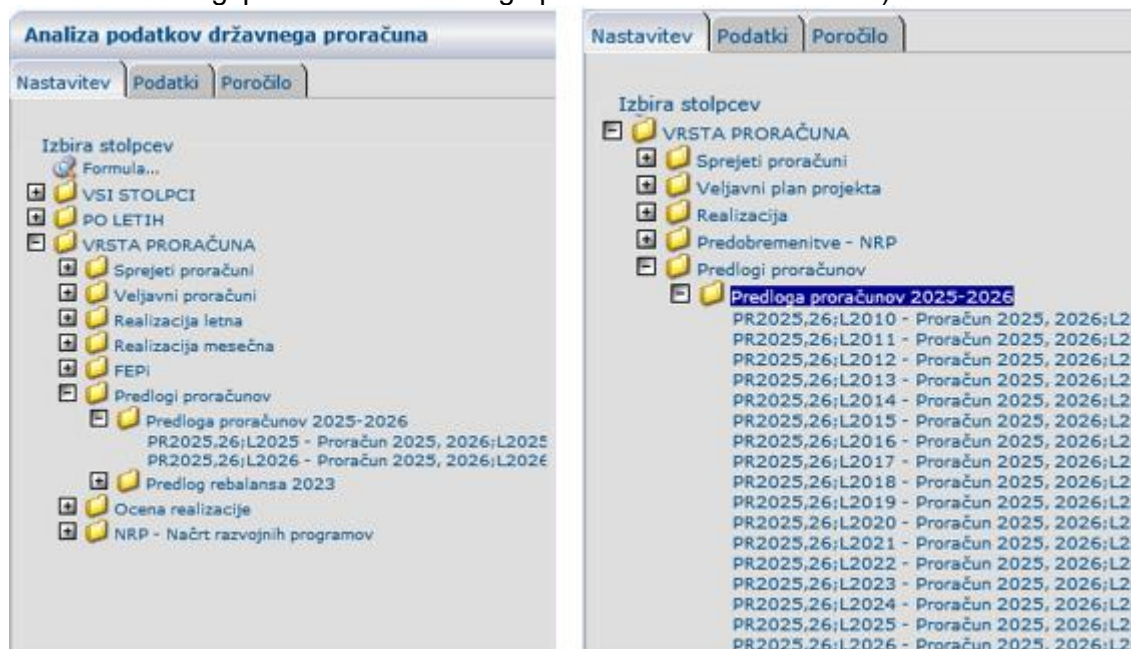 Analiza podatkov državnega proračuna
Nastavitev Podatki Poročilo
Izbira stolpcev
Formula...
VSI STOLPCI
PO LETIH
VRSTA PRORAČUNA
Sprejeti proračuni
Veljavni proračuni
Realizacija letna
Realizacija mesečna
FEPi
Predlogi proračunov
Predloga proračunov 2025-2026
PR2025,26;L2025 - Proračun 2025, 2026;L2025
PR2025,26;L2026 - Proračun 2025, 2026;L2026
Predlog rebalansa 2023
Ocena realizacije
NRP - Načrt razvojnih programov
Nastavitev Podatki Poročilo
Izbira stolpcev
VRSTA PRORAČUNA
Sprejeti proračuni
Veljavni plan projekta
Realizacija
Predobremenitve - NRP
Predlogi proračunov
Predloga proračunov 2025-2026
PR2025,26;L2010 - Proračun 2025, 2026;L2
PR2025,26;L2011 - Proračun 2025, 2026;L2
PR2025,26;L2012 - Proračun 2025, 2026;L2
PR2025,26;L2013 - Proračun 2025, 2026;L2
PR2025,26;L2014 - Proračun 2025, 2026;L2
PR2025,26;L2015 - Proračun 2025, 2026;L2
PR2025,26;L2016 - Proračun 2025, 2026;L2
PR2025,26;L2017 - Proračun 2025, 2026;L2
PR2025,26;L2018 - Proračun 2025, 2026;L2
PR2025,26;L2019 - Proračun 2025, 2026;L2
PR2025,26;L2020 - Proračun 2025, 2026;L2
PR2025,26;L2021 - Proračun 2025, 2026;L2
PR2025,26;L2022 - Proračun 2025, 2026;L2
PR2025,26;L2023 - Proračun 2025, 2026;L2
PR2025,26;L2024 - Proračun 2025, 2026;L2
PR2025,26;L2025 - Proračun 2025, 2026;L2
PR2025,26;L2026 - Proračun 2025, 2026;L2